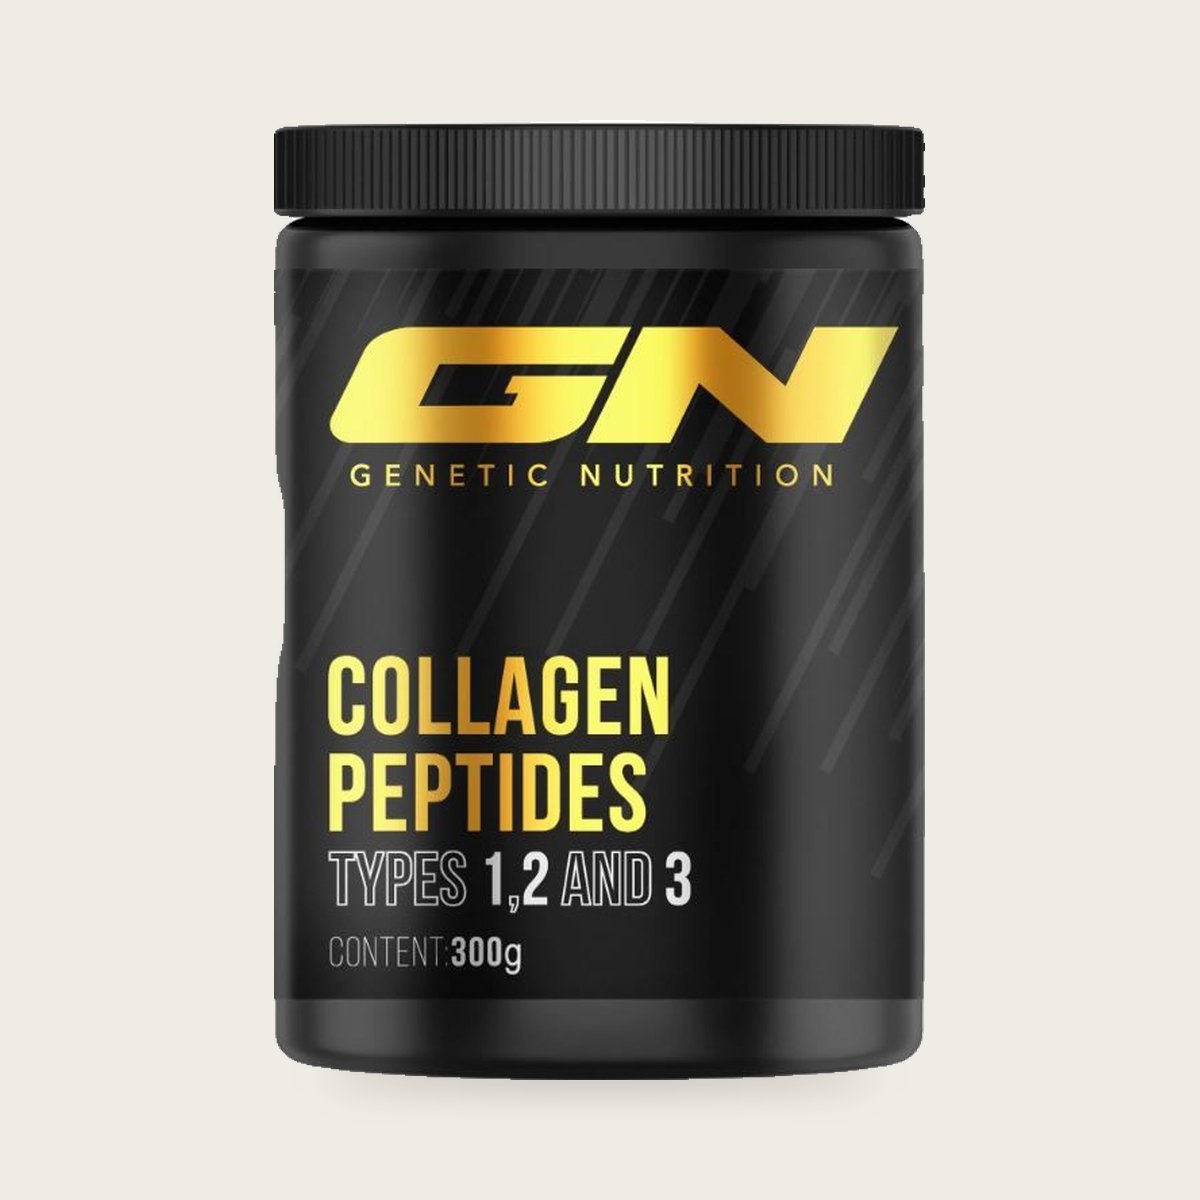 GN
GENETIC NUTRITION
COLLAGEN
PEPTIDES
TYPES 1,2 AND 3
CONTENT:300g